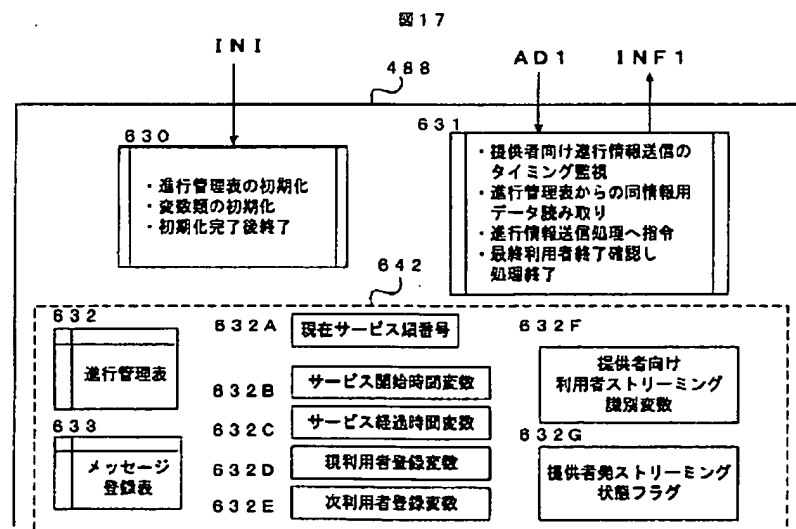 図17
INI
AD1
INF1
488
630
・進行管理表の初期化
・変数類の初期化
・初期化完了後終了
631
・提供者向け進行情報送信の
タイミング監視
・進行管理表からの同情報用
データ読み取り
・進行情報送信処理へ指令
・最終利用者終了確認し
処理終了
642
632
進行管理表
633
メッセージ
登録表
632A
現在サービス順番号
632B
サービス開始時間変数
632C
サービス経過時間変数
632D
現利用者登録変数
632E
次利用者登録変数
632F
提供者向け
利用者ストリーミング
識別変数
632G
提供者発ストリーミング
状態フラグ